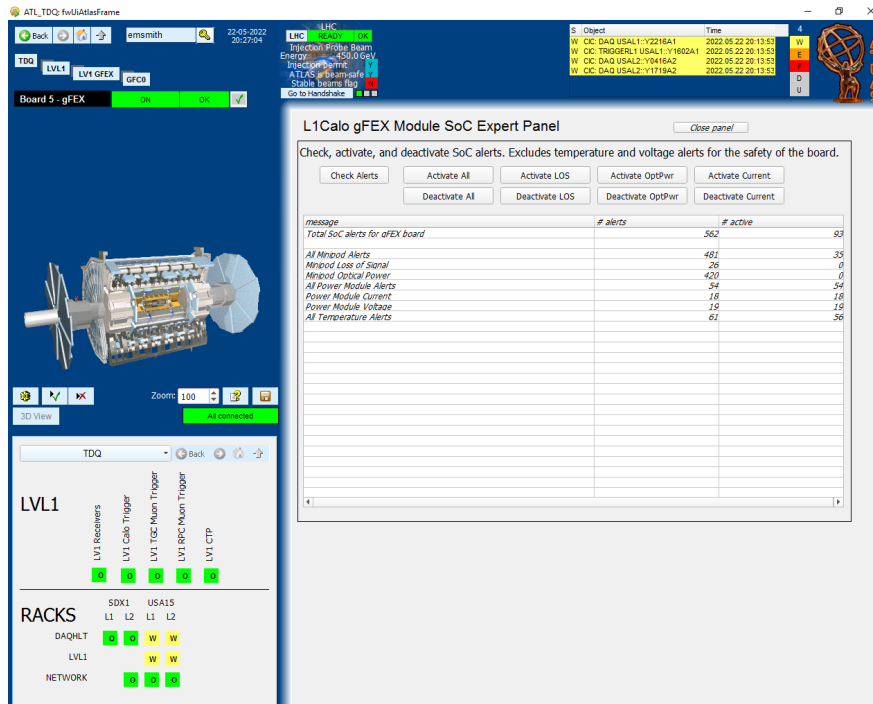 ATL_TDQ: fwUiAtlasFrame
Back
emsmith
22-05-2022
20:27:04
TDQ
LVL1
LV1 GFEX
GFC0
Board 5 - gFEX ON OK
LHC
LHC READY OK
Injection Probe Beam
Energy 450.0 GeV
Injection permit Y
ATLAS is beam-safe Y
Stable beams flag N
Go to Handshake
S Object Time
W CIC: DAQ USAL1::Y2216A1 2022.05.22 20:13:53
W CIC: TRIGGERL1 USAL1::Y1602A1 2022.05.22 20:13:53
W CIC: DAQ USAL2::Y0416A2 2022.05.22 20:13:53
W CIC: DAQ USAL2::Y1719A2 2022.05.22 20:13:53
4
W
E
F
D
U
L1Calo gFEX Module SoC Expert Panel
Close panel
Check, activate, and deactivate SoC alerts. Excludes temperature and voltage alerts for the safety of the board.
Check Alerts Activate All Activate LOS Activate OptPwr Activate Current
Deactivate All Deactivate LOS Deactivate OptPwr Deactivate Current
message # alerts # active
Total SoC alerts for gFEX board 562 93
All Minipod Alerts 481 35
Minipod Loss of Signal 26 0
Minipod Optical Power 420 0
All Power Module Alerts 54 54
Power Module Current 18 18
Power Module Voltage 19 19
All Temperature Alerts 61 56
Zoom: 100
3D View
All connected
TDQ Back
LVL1
LV1 Receivers
LV1 Calo Trigger
LV1 TGC Muon Trigger
LV1 RPC Muon Trigger
LV1 CTP
O O O O O
RACKS
SDX1 USA15
L1 L2 L1 L2
DAQHLT O O W W
LVL1 W W
NETWORK O O O